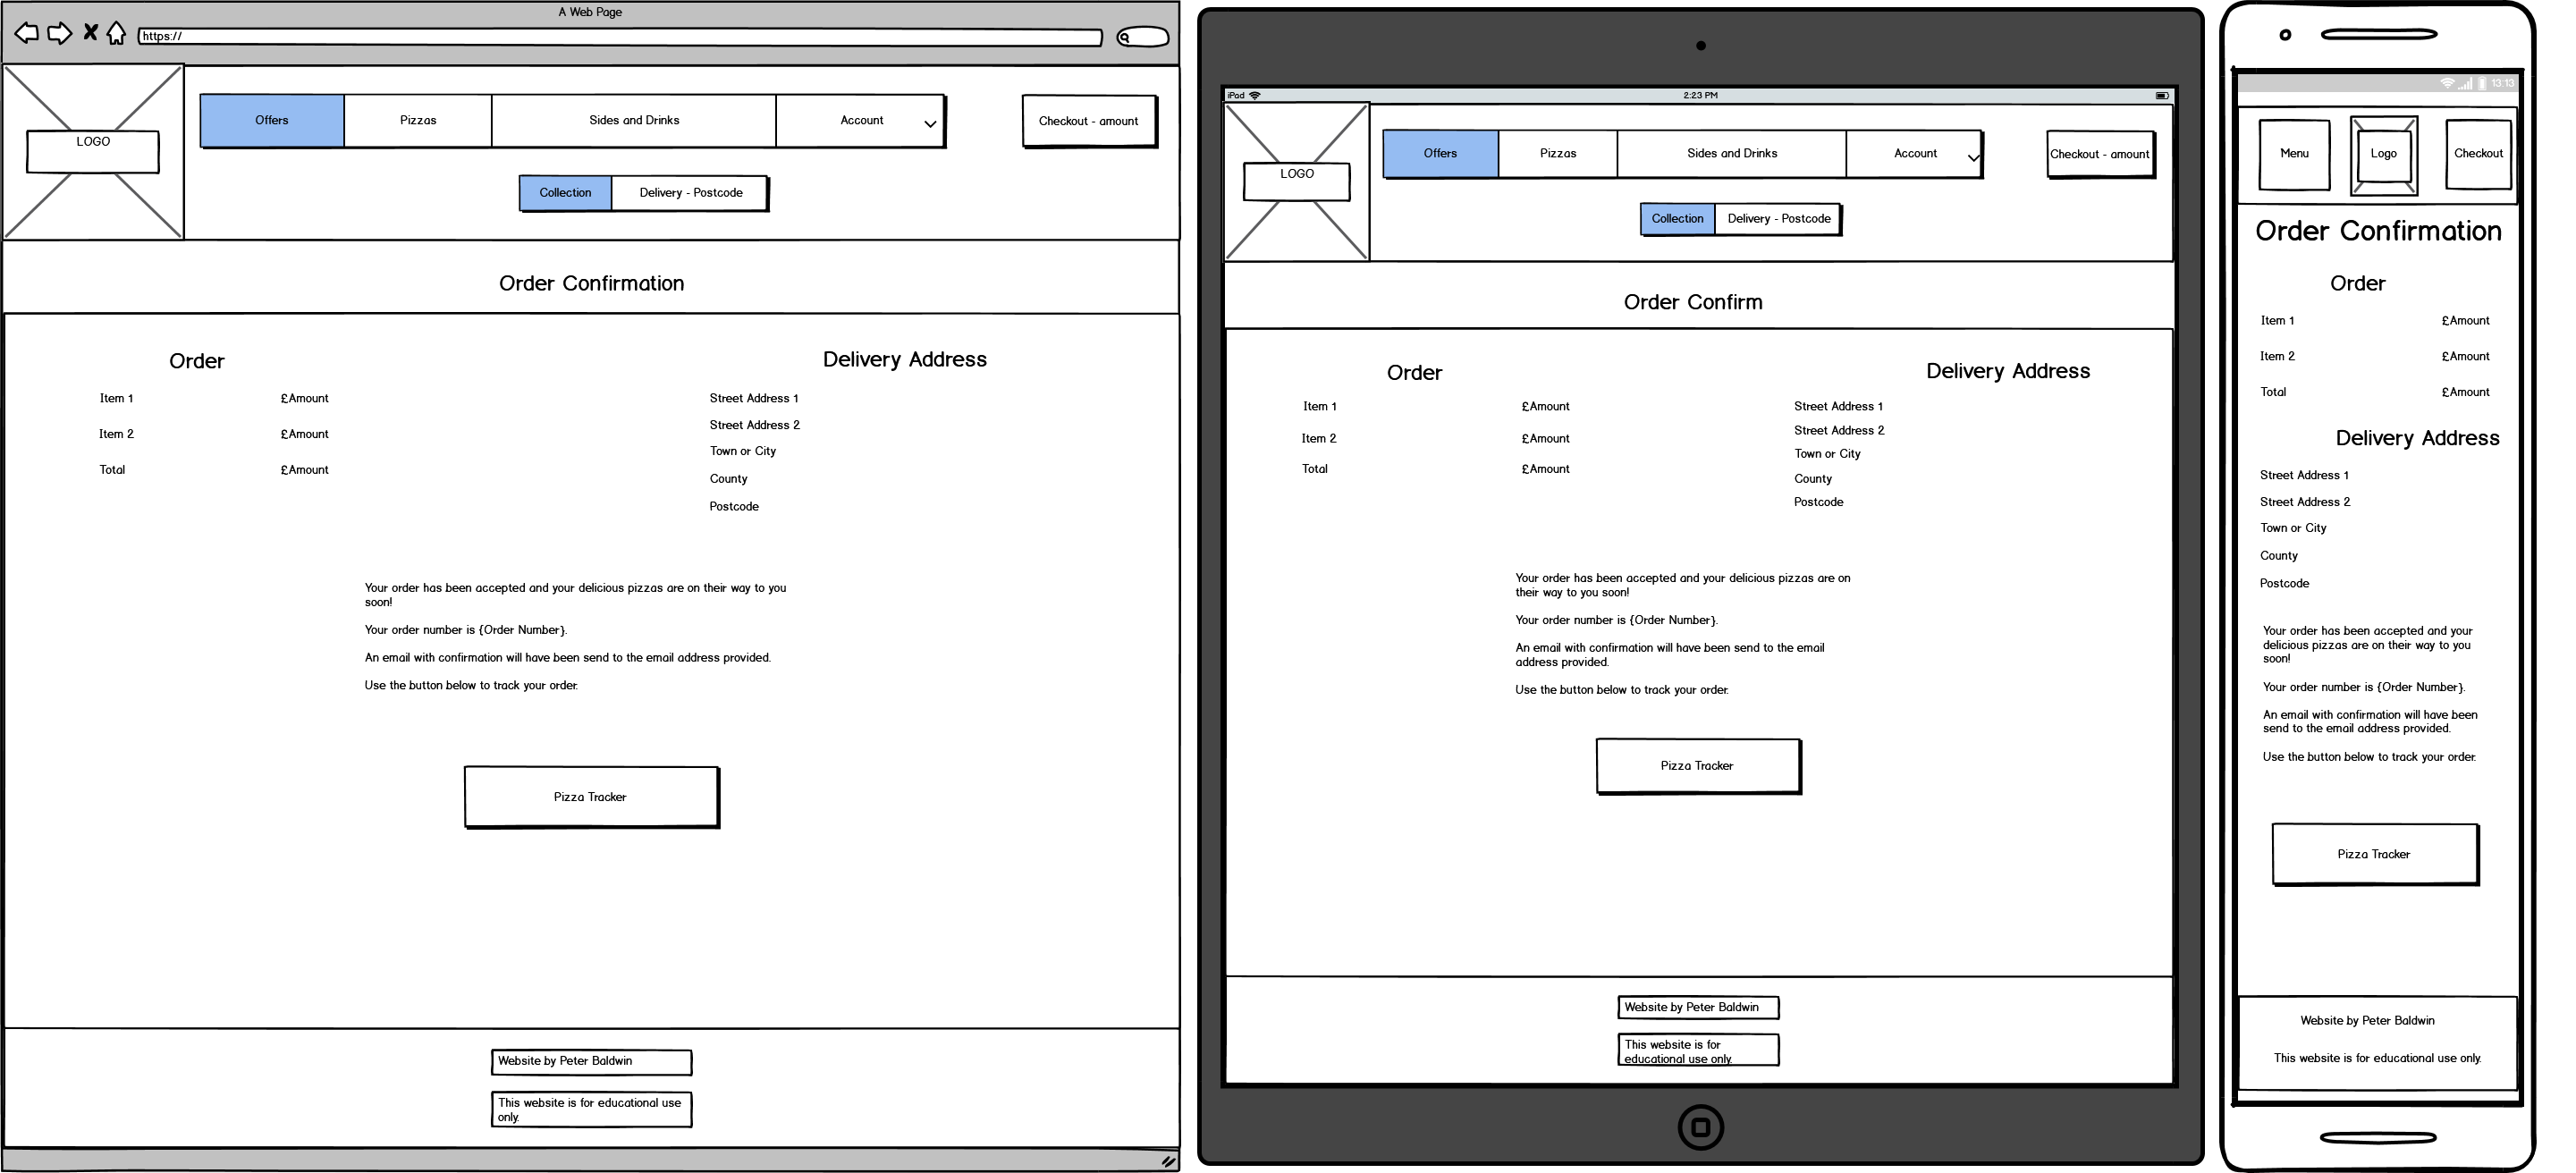 A Web Page
https://
LOGO
Offers
Pizzas
Sides and Drinks
Account
Checkout - amount
Collection
Delivery - Postcode
Order Confirmation
Order
Item 1
£Amount
Item 2
£Amount
Total
£Amount
Delivery Address
Street Address 1
Street Address 2
Town or City
County
Postcode
Your order has been accepted and your delicious pizzas are on their way to you
soon!
Your order number is {Order Number}.
An email with confirmation will have been send to the email address provided.
Use the button below to track your order.
Pizza Tracker
Website by Peter Baldwin
This website is for educational use
only.
iPad
2:23 PM
LOGO
Offers
Pizzas
Sides and Drinks
Account
Checkout - amount
Collection
Delivery - Postcode
Order Confirm
Order
Item 1
£Amount
Item 2
£Amount
Total
£Amount
Delivery Address
Street Address 1
Street Address 2
Town or City
County
Postcode
Your order has been accepted and your delicious pizzas are on
their way to you soon!
Your order number is {Order Number}.
An email with confirmation will have been send to the email
address provided.
Use the button below to track your order.
Pizza Tracker
Website by Peter Baldwin
This website is for
educational use only.
13:13
Menu
Logo
Checkout
Order Confirmation
Order
Item 1
£Amount
Item 2
£Amount
Total
£Amount
Delivery Address
Street Address 1
Street Address 2
Town or City
County
Postcode
Your order has been accepted and your
delicious pizzas are on their way to you
soon!
Your order number is {Order Number}.
An email with confirmation will have been
send to the email address provided.
Use the button below to track your order.
Pizza Tracker
Website by Peter Baldwin
This website is for educational use only.